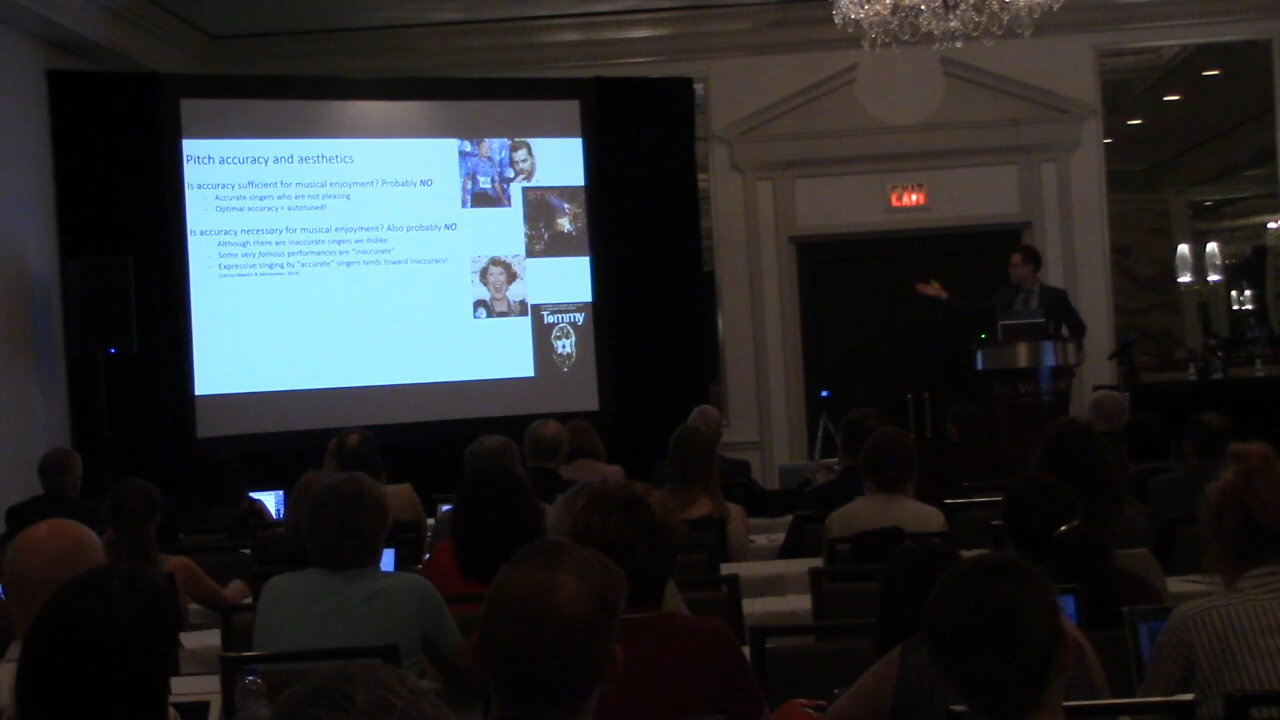 Pitch accuracy and aesthetics
Is accuracy sufficient for musical enjoyment? Probably NO
- Accurate singers who are not pleasing
- Optimal accuracy = autotuned!
Is accuracy necessary for musical enjoyment? Also probably NO
- Although there are inaccurate singers we dislike
- Some very famous performances are "inaccurate"
- Expressive singing by "accurate" singers tends toward inaccuracy!
Tommy
EXIT